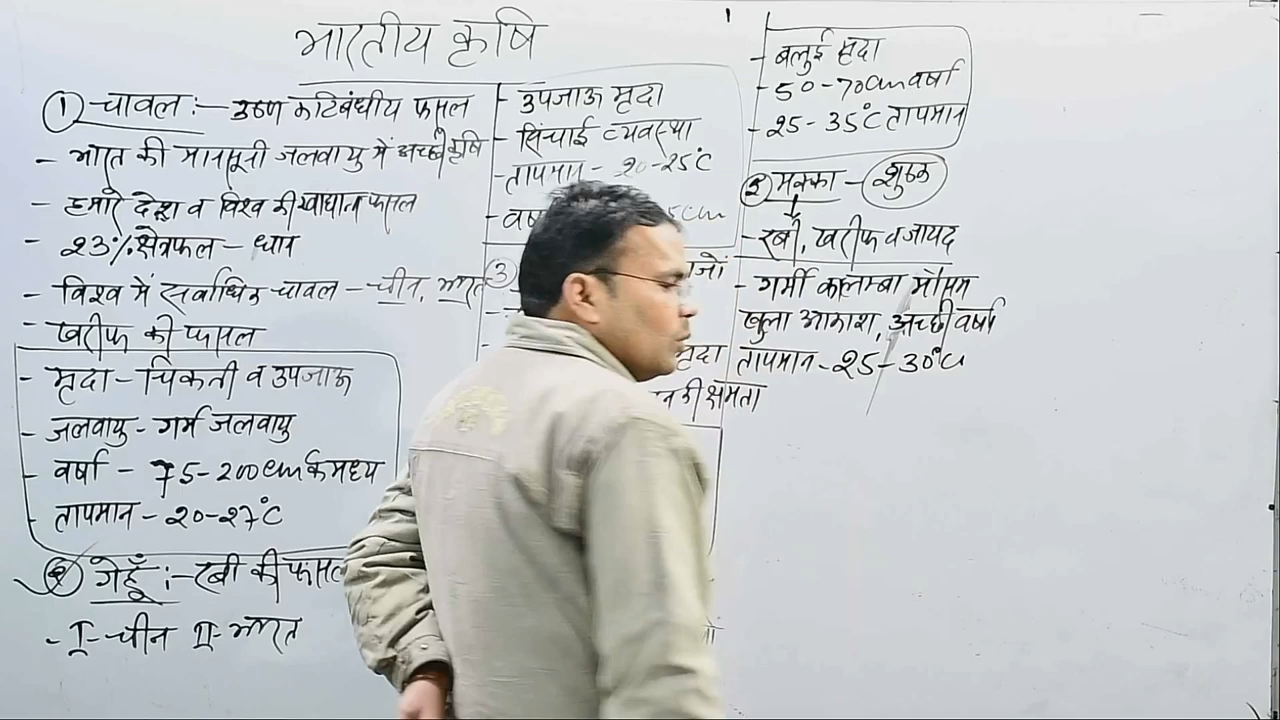 भारतीय कृषि
① चावल :- उष्ण कटिबंधीय फसल
- भारत की मानसूनी जलवायु में अच्छी कृषि
- हमारे देश व विश्व की खाद्यान्न फसल
- 23% क्षेत्रफल - धान
- विश्व में सर्वाधिक चावल - चीन, भारत
- खरीफ की फसल
- मृदा - चिकनी व उपजाऊ
- जलवायु - गर्म जलवायु
- वर्षा - 75-200cm के मध्य
- तापमान - 20-27°C
② गेहूँ :- रबी की फसल
- I- चीन II- भारत
- उपजाऊ मृदा
- सिंचाई व्यवस्था
- तापमान - 20-25°C
- वर्षा 5cm
③
मृदा
की क्षमता
- बलुई मृदा
- 50-70cm वर्षा
- 25-35°C तापमान
मक्का - शुष्क
- रबी, खरीफ व जायद
- गर्मी का लम्बा मौसम
खुला आकाश, अच्छी वर्षा
तापमान - 25-30°C